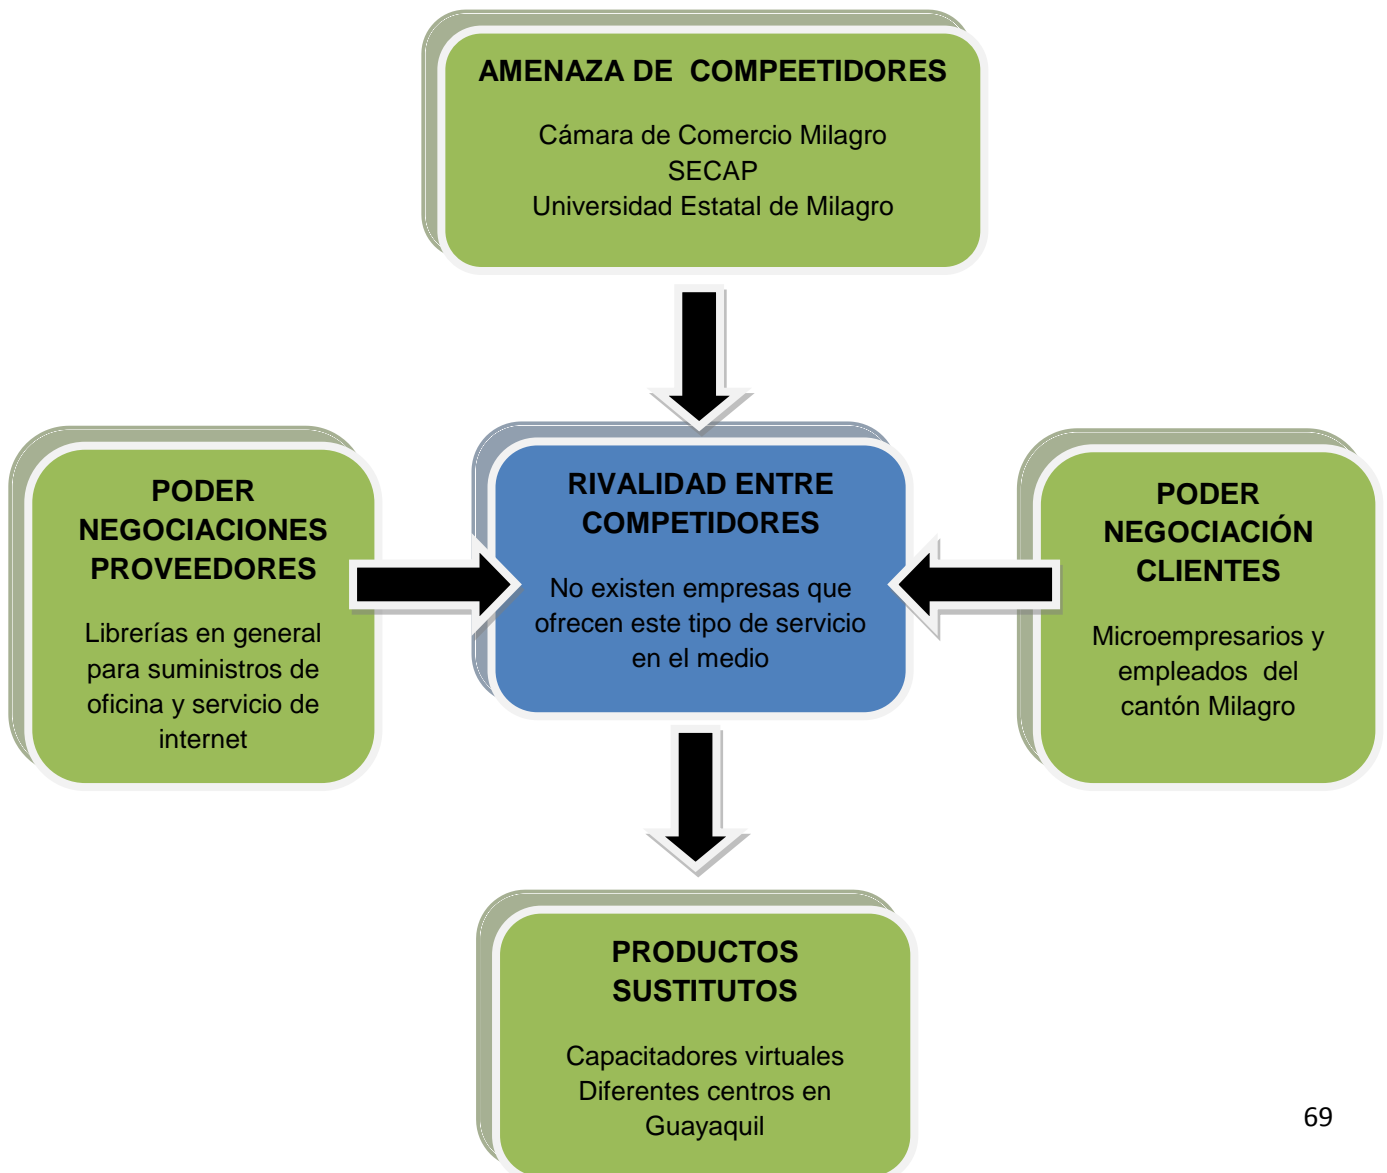 AMENAZA DE COMPEETIDORES
Cámara de Comercio Milagro
SECAP
Universidad Estatal de Milagro
PODER
NEGOCIACIONES
PROVEEDORES
Librerías en general
para suministros de
oficina y servicio de
internet
RIVALIDAD ENTRE
COMPETIDORES
No existen empresas que
ofrecen este tipo de servicio
en el medio
PODER
NEGOCIACIÓN
CLIENTES
Microempresarios y
empleados del
cantón Milagro
PRODUCTOS
SUSTITUTOS
Capacitadores virtuales
Diferentes centros en
Guayaquil
69